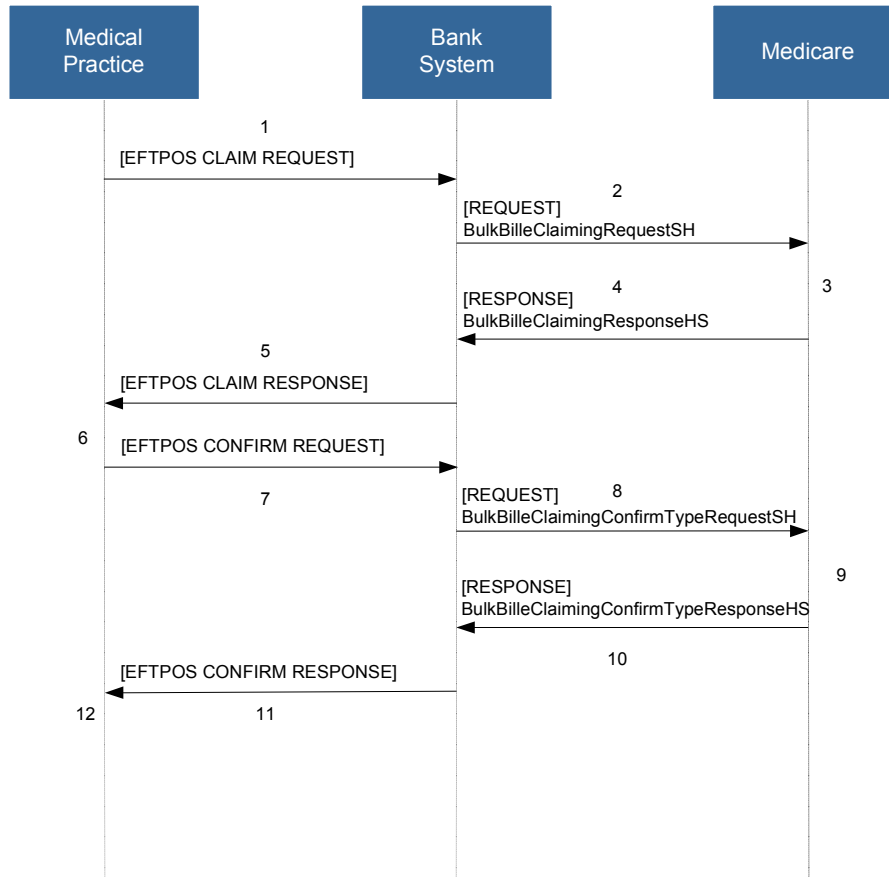 Medical
Practice
Bank
System
Medicare
1
[EFTPOS CLAIM REQUEST]
2
[REQUEST]
BulkBilleClaimingRequestSH
3
4
[RESPONSE]
BulkBilleClaimingResponseHS
5
[EFTPOS CLAIM RESPONSE]
6
[EFTPOS CONFIRM REQUEST]
7
8
[REQUEST]
BulkBilleClaimingConfirmTypeRequestSH
9
[RESPONSE]
BulkBilleClaimingConfirmTypeResponseHS
10
[EFTPOS CONFIRM RESPONSE]
11
12